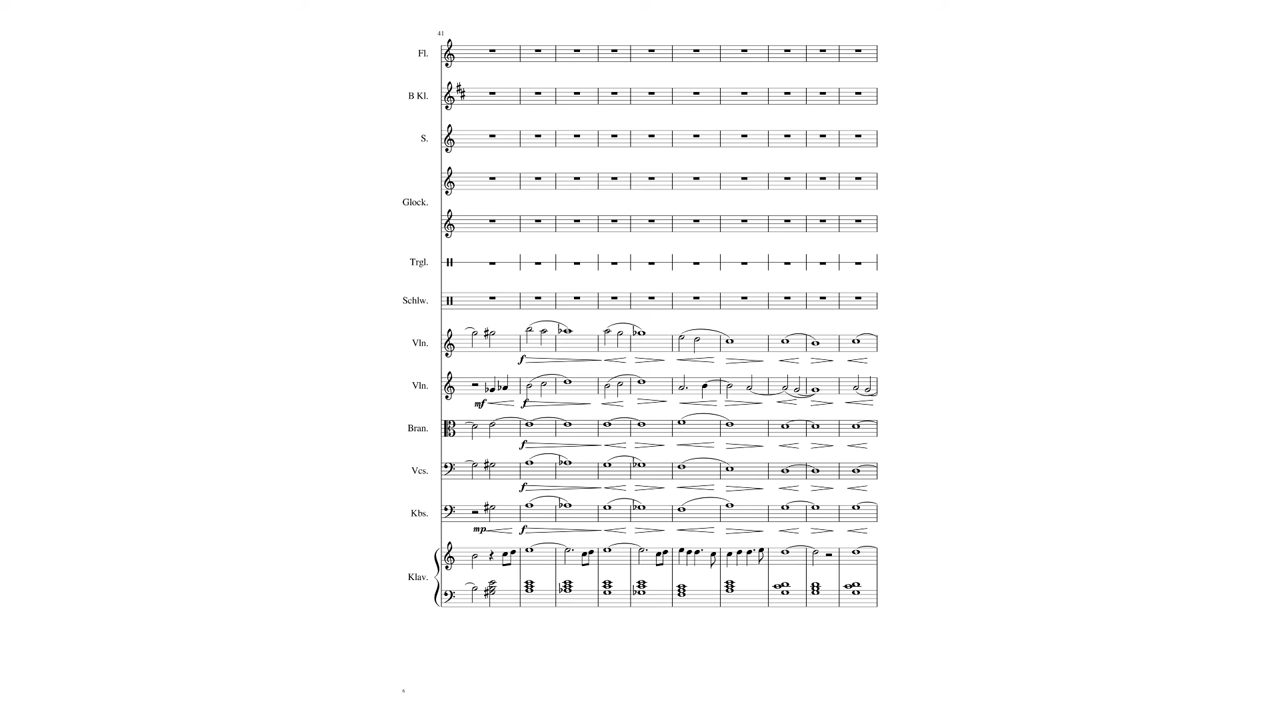 41
Fl.
B Kl.
S.
Glock.
Trgl.
Schlw.
Vln.
f
Vln.
mf f
Bran.
f
Vcs.
f
Kbs.
mp f
Klav.
6